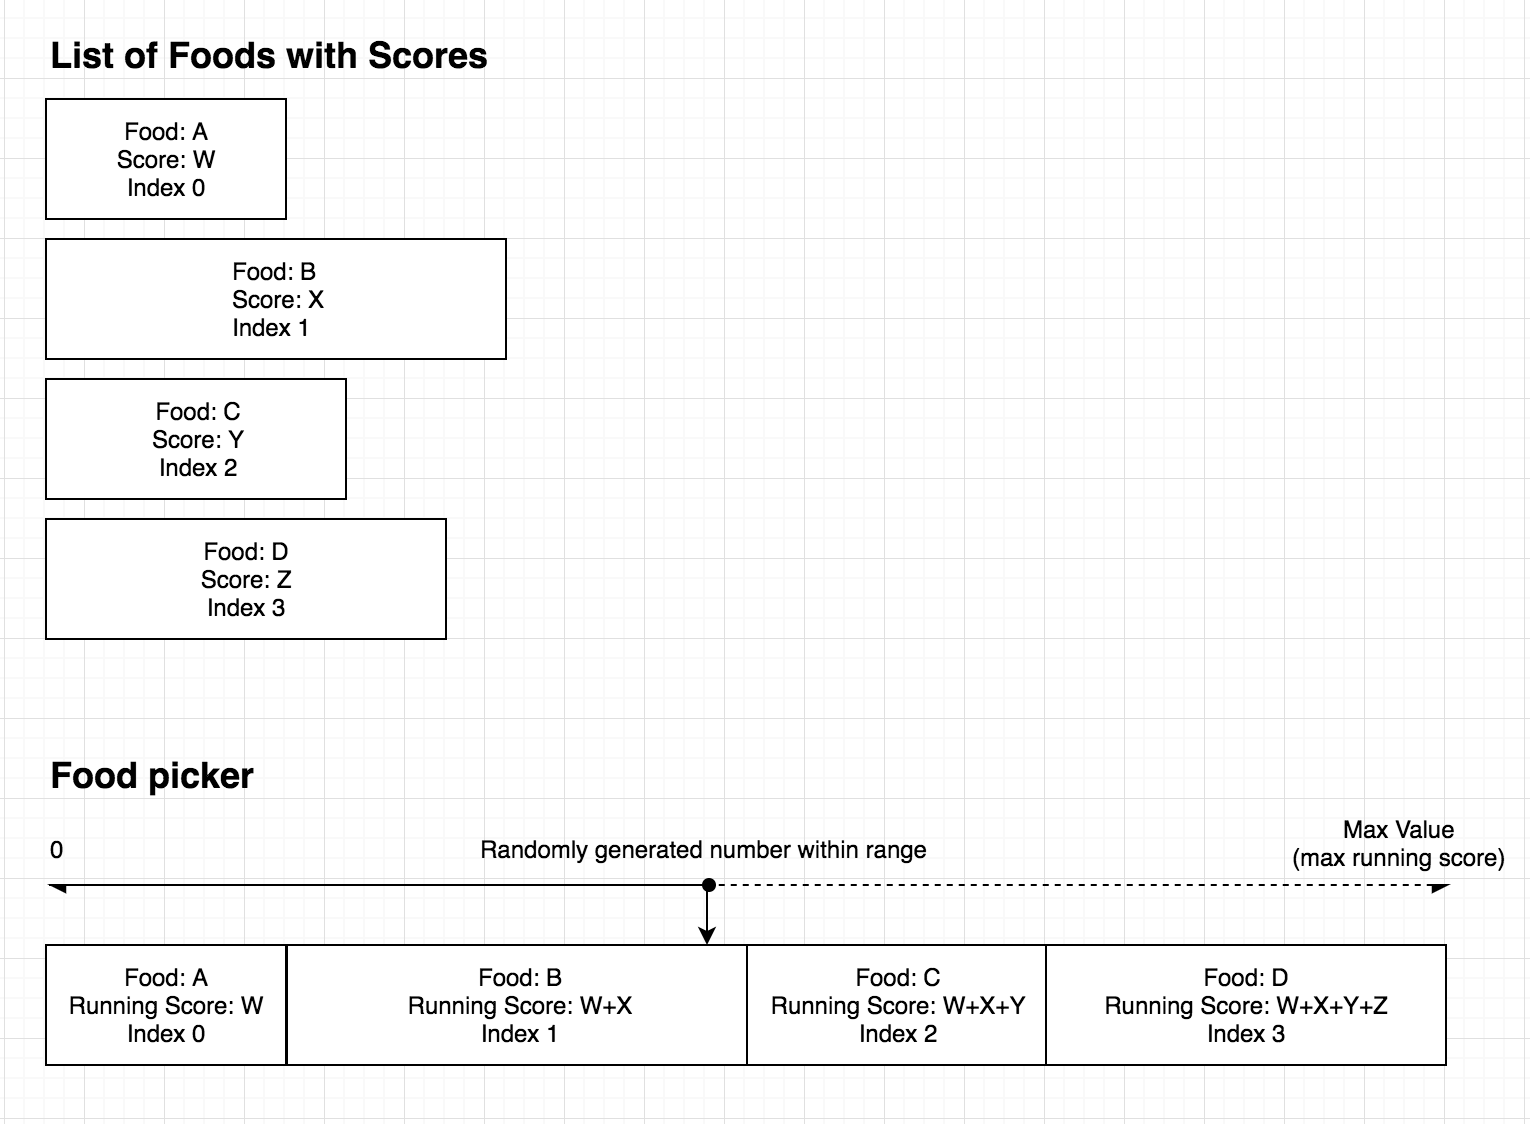 List of Foods with Scores
Food: A
Score: W
Index 0
Food: B
Score: X
Index 1
Food: C
Score: Y
Index 2
Food: D
Score: Z
Index 3
Food picker
0
Randomly generated number within range
Max Value
(max running score)
Food: A
Running Score: W
Index 0
Food: B
Running Score: W+X
Index 1
Food: C
Running Score: W+X+Y
Index 2
Food: D
Running Score: W+X+Y+Z
Index 3